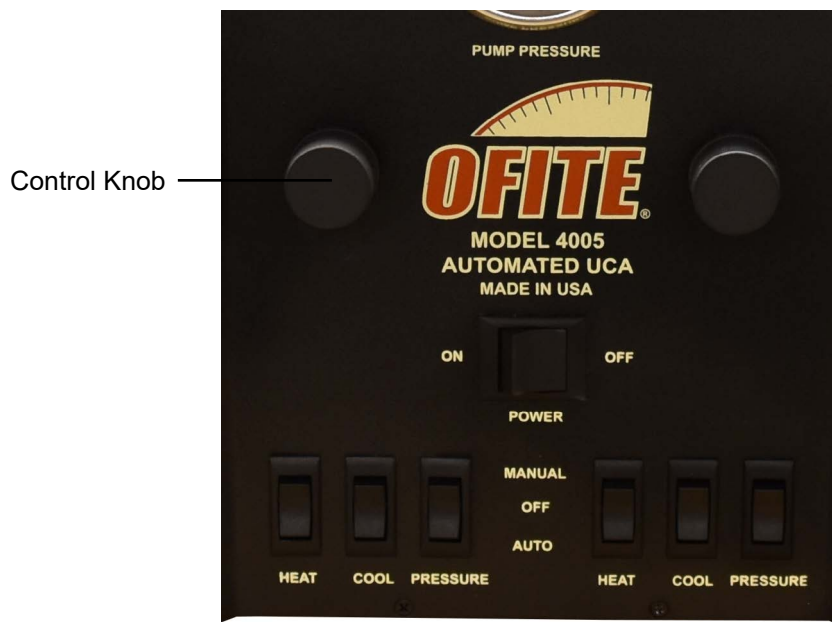 PUMP PRESSURE
Control Knob
OFITE®
MODEL 4005
AUTOMATED UCA
MADE IN USA
ON
OFF
POWER
MANUAL
OFF
AUTO
HEAT COOL PRESSURE
HEAT COOL PRESSURE